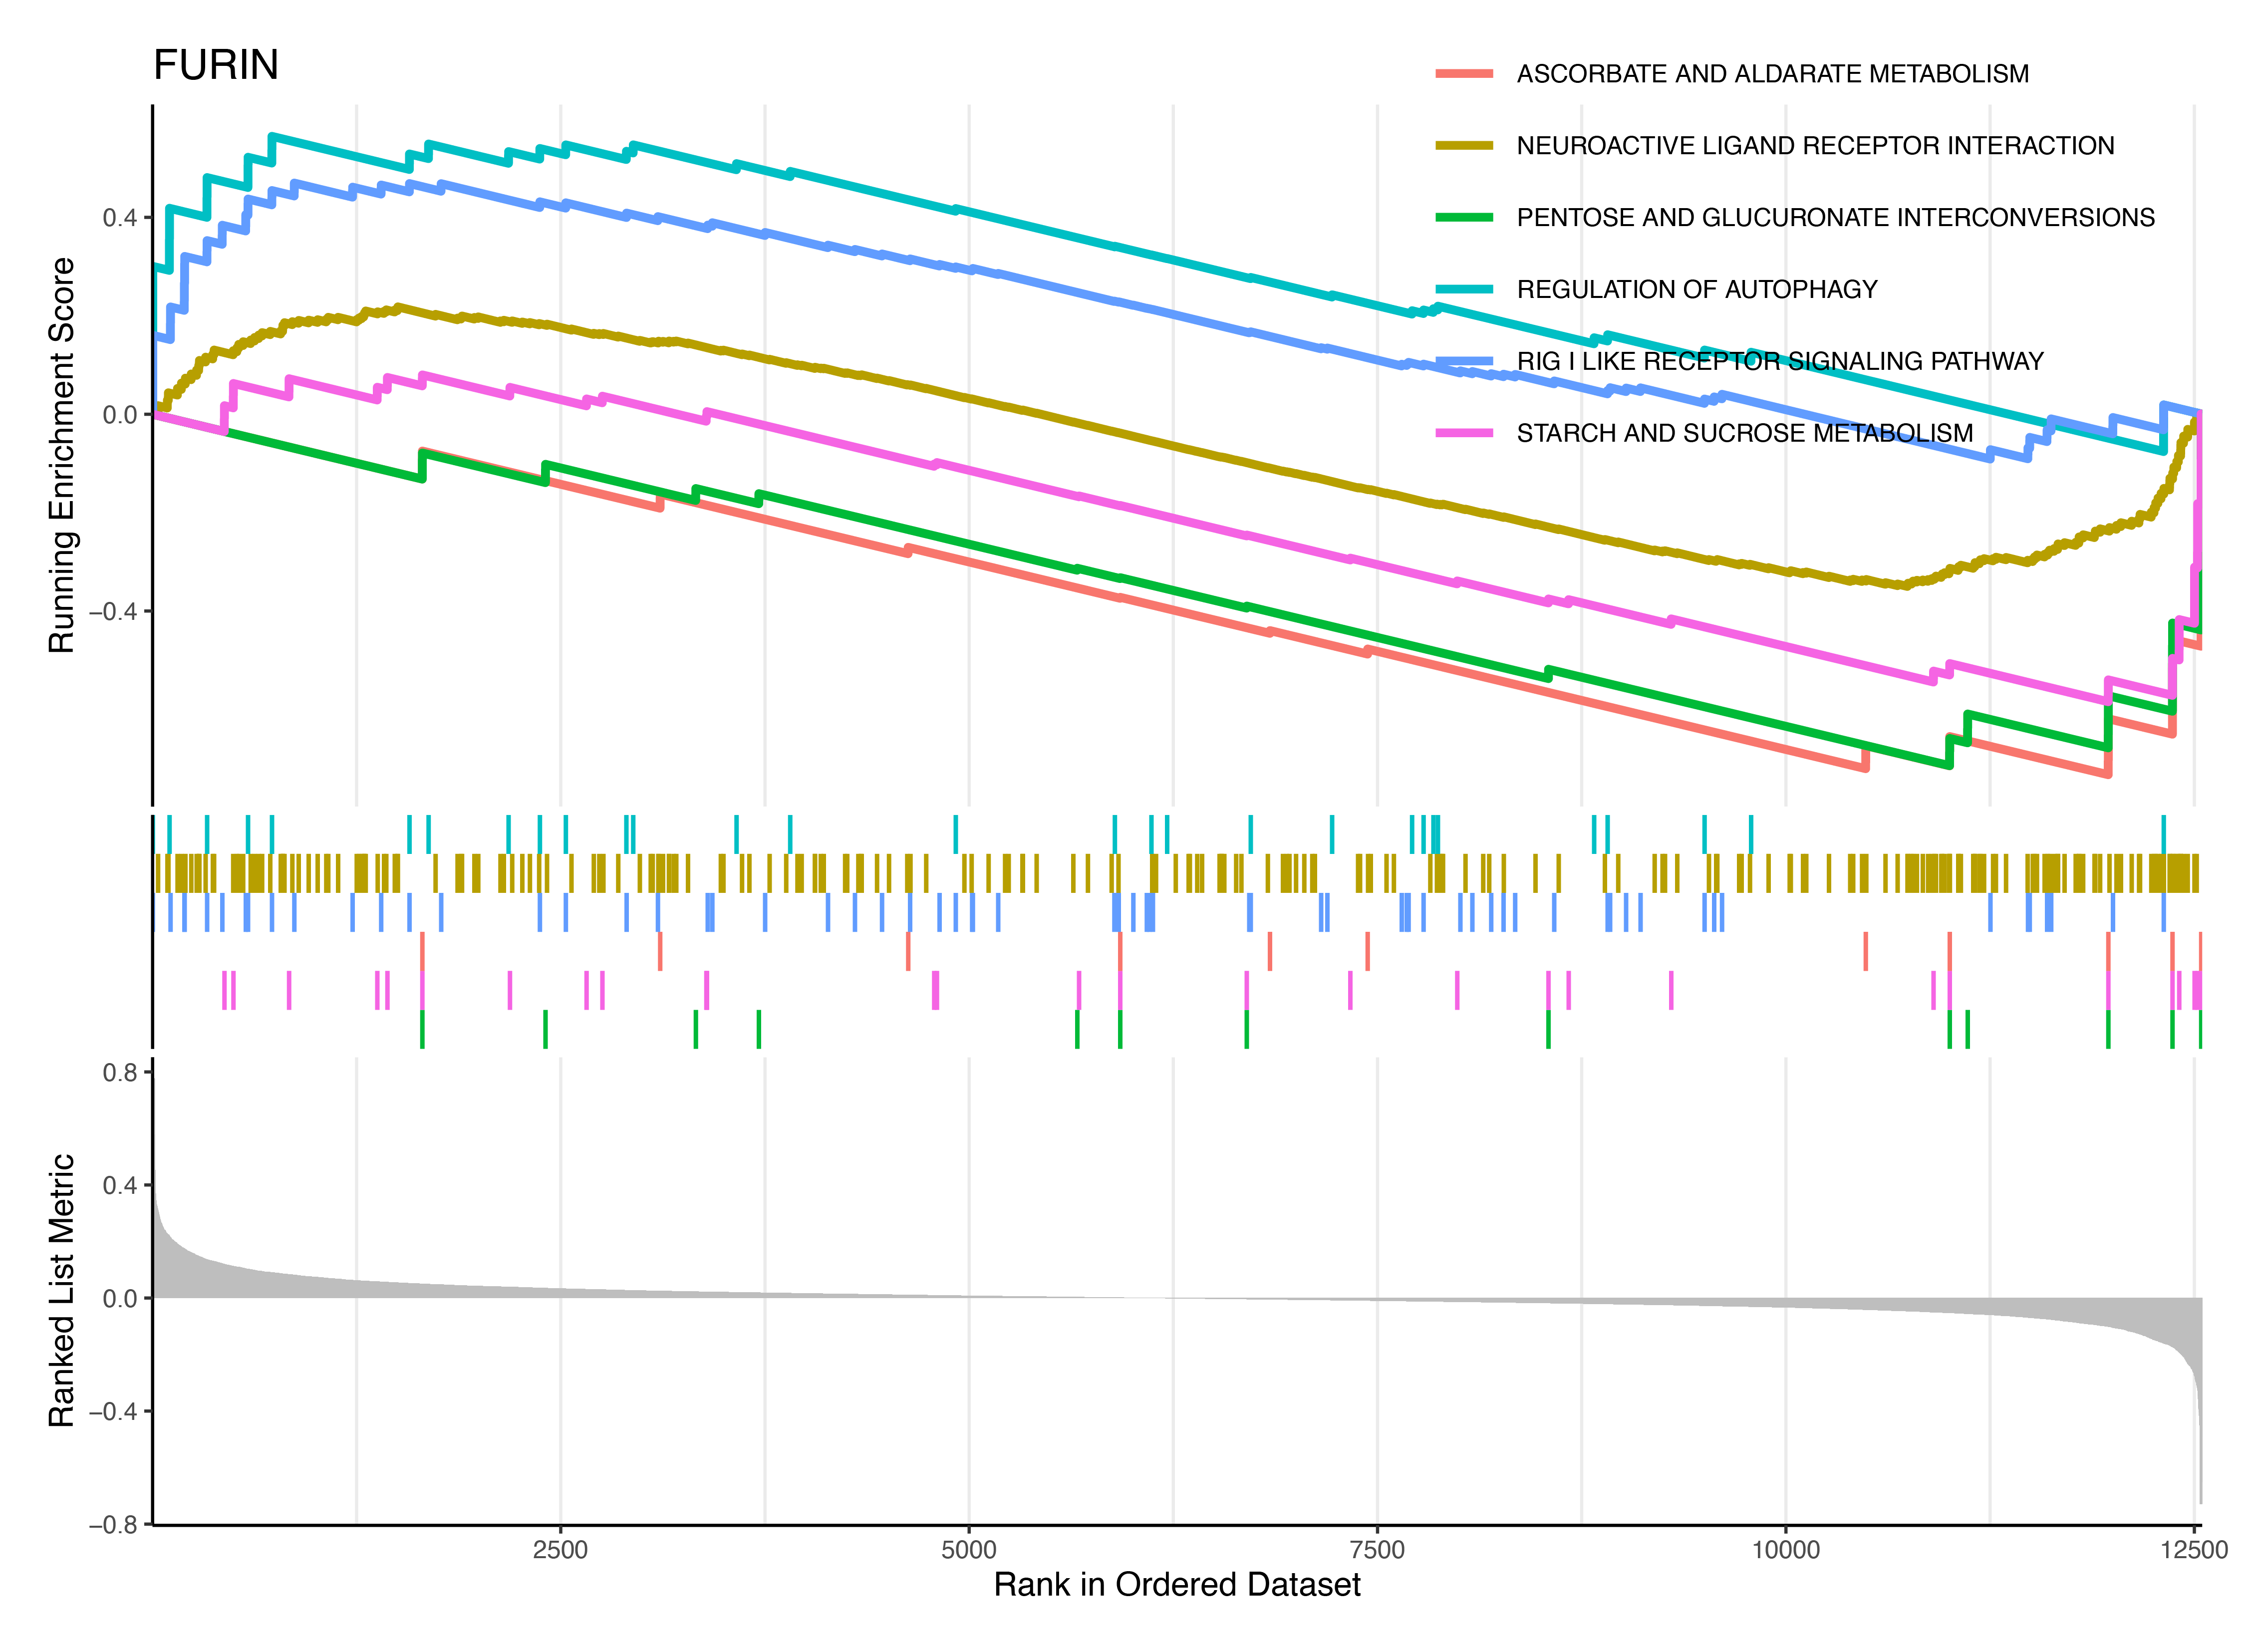 FURIN
ASCORBATE AND ALDARATE METABOLISM
NEUROACTIVE LIGAND RECEPTOR INTERACTION
PENTOSE AND GLUCURONATE INTERCONVERSIONS
REGULATION OF AUTOPHAGY
RIG I LIKE RECEPTOR SIGNALING PATHWAY
STARCH AND SUCROSE METABOLISM
Running Enrichment Score
0.4
0.0
−0.4
Ranked List Metric
0.8
0.4
0.0
−0.4
−0.8
2500 5000 7500 10000 12500
Rank in Ordered Dataset